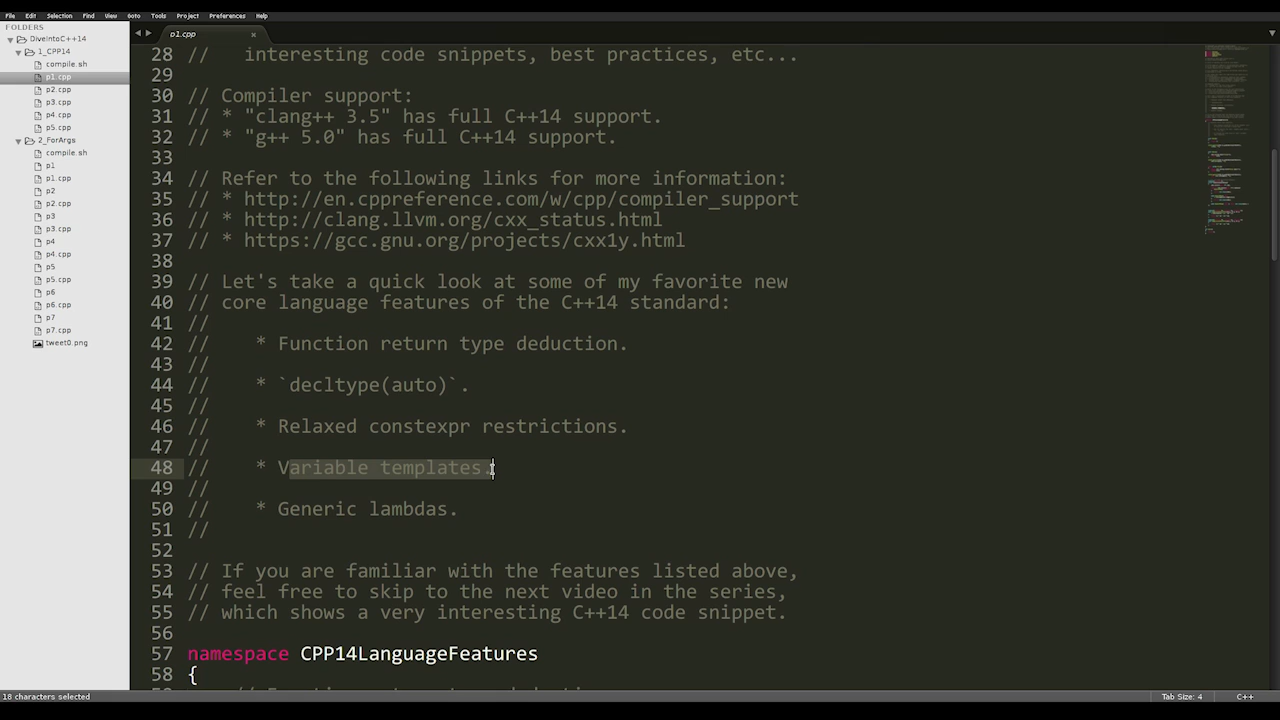 File Edit Selection Find View Goto Tools Project Preferences Help
FOLDERS
DiveIntoC++14
1_CPP14
compile.sh
p1.cpp
p2.cpp
p3.cpp
p4.cpp
p5.cpp
2_ForArgs
compile.sh
p1
p1.cpp
p2
p2.cpp
p3
p3.cpp
p4
p4.cpp
p5
p5.cpp
p6
p6.cpp
p7
p7.cpp
tweet0.png
p1.cpp ×
28 // interesting code snippets, best practices, etc...
29
30 // Compiler support:
31 // * "clang++ 3.5" has full C++14 support.
32 // * "g++ 5.0" has full C++14 support.
33
34 // Refer to the following links for more information:
35 // * http://en.cppreference.com/w/cpp/compiler_support
36 // * http://clang.llvm.org/cxx_status.html
37 // * https://gcc.gnu.org/projects/cxx1y.html
38
39 // Let's take a quick look at some of my favorite new
40 // core language features of the C++14 standard:
41 //
42 // * Function return type deduction.
43 //
44 // * `decltype(auto)`.
45 //
46 // * Relaxed constexpr restrictions.
47 //
48 // * Variable templates.
49 //
50 // * Generic lambdas.
51 //
52
53 // If you are familiar with the features listed above,
54 // feel free to skip to the next video in the series,
55 // which shows a very interesting C++14 code snippet.
56
57 namespace CPP14LanguageFeatures
58 {
18 characters selected
Tab Size: 4
C++